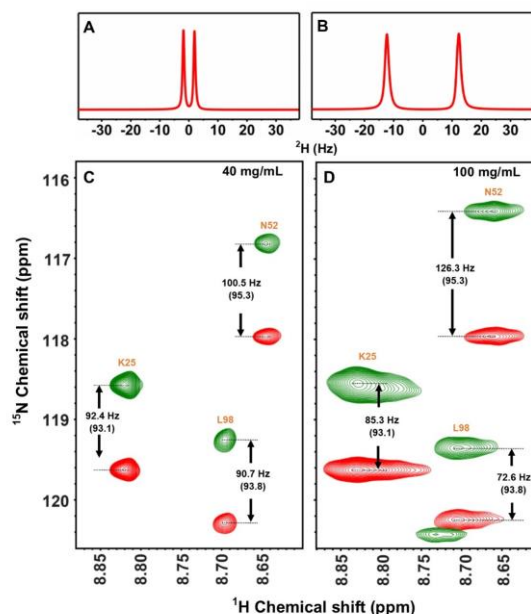 A
B
-30 -20 -10 0 10 20 30
-30 -20 -10 0 10 20 30
²H (Hz)
C
40 mg/mL
D
100 mg/mL
116
117
118
119
120
¹⁵N Chemical shift (ppm)
N52
100.5 Hz
(95.3)
K25
92.4 Hz
(93.1)
L98
90.7 Hz
(93.8)
N52
126.3 Hz
(95.3)
K25
85.3 Hz
(93.1)
L98
72.6 Hz
(93.8)
8.85 8.80 8.75 8.70 8.65
8.85 8.80 8.75 8.70 8.65
¹H Chemical shift (ppm)